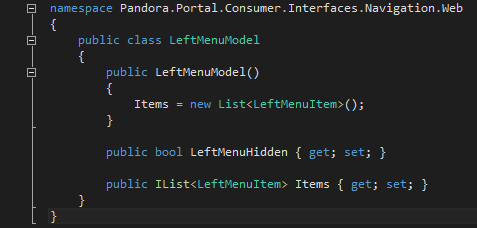 namespace Pandora.Portal.Consumer.Interfaces.Navigation.Web
{
    public class LeftMenuModel
    {
        public LeftMenuModel()
        {
            Items = new List<LeftMenuItem>();
        }

        public bool LeftMenuHidden { get; set; }

        public IList<LeftMenuItem> Items { get; set; }
    }
}